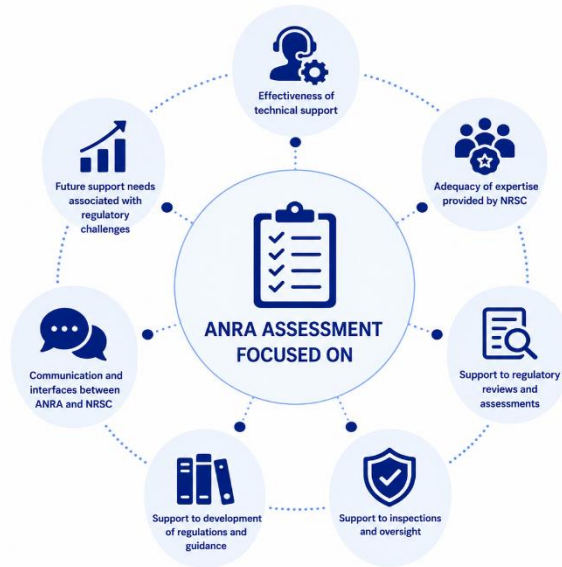 Effectiveness of
technical support
Adequacy of expertise
provided by NRSC
Support to regulatory
reviews and
assessments
Support to inspections
and oversight
Support to development
of regulations and
guidance
Communication and
interfaces between
ANRA and NRSC
Future support needs
associated with
regulatory
challenges
ANRA ASSESSMENT
FOCUSED ON